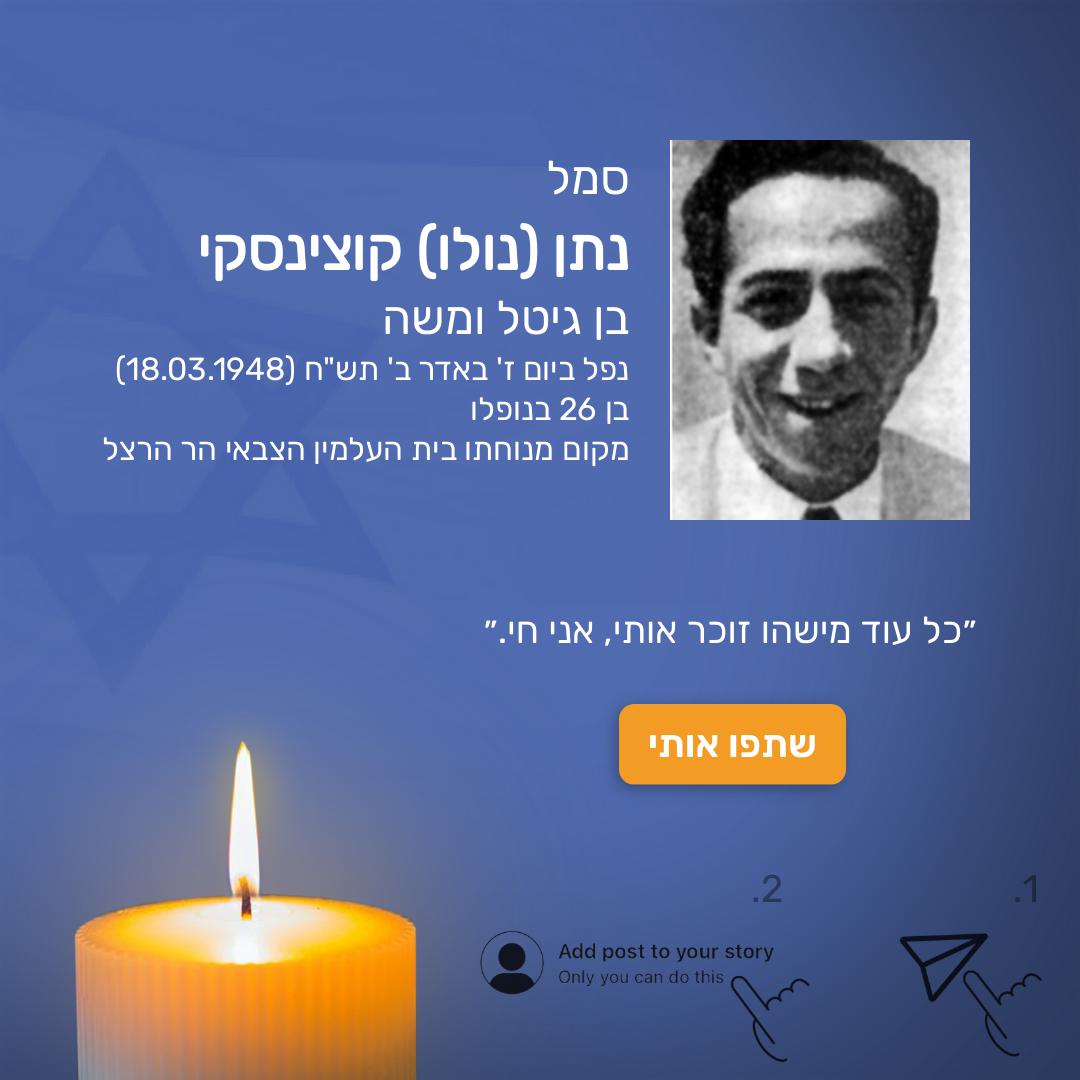 סמל
נתן (נולו) קוצינסקי
בן גיטל ומשה
נפל ביום ז' באדר ב' תש"ח (18.03.1948)
בן 26 בנופלו
מקום מנוחתו בית העלמין הצבאי הר הרצל
״כל עוד מישהו זוכר אותי, אני חי.״
שתפו אותי
1.
2.
Add post to your story
Only you can do this